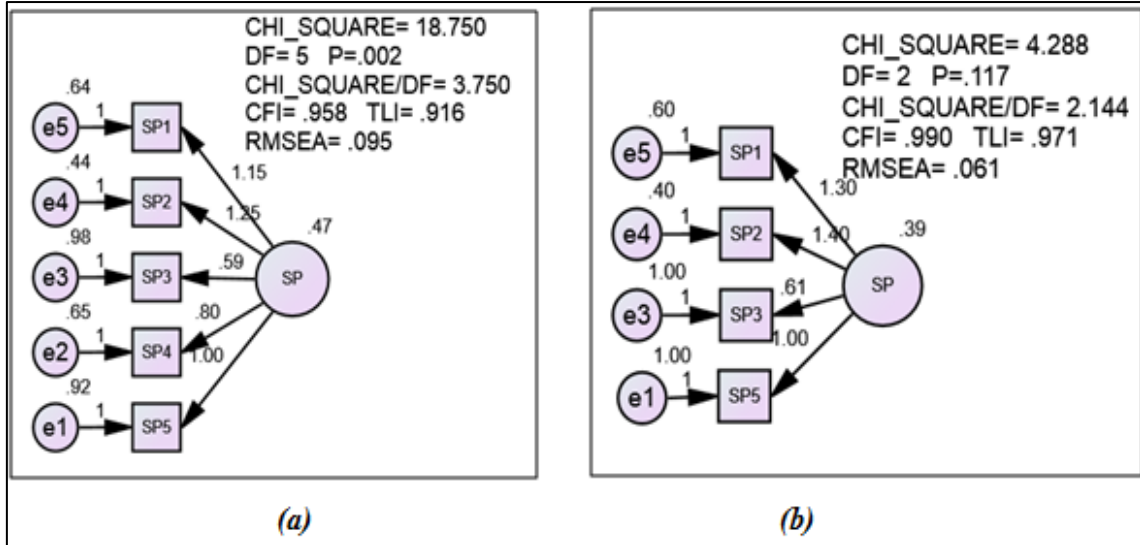 CHI_SQUARE= 18.750
DF= 5 P=.002
CHI_SQUARE/DF= 3.750
CFI= .958 TLI= .916
RMSEA= .095
.64
e5
1
SP1
1.15
.44
e4
1
SP2
1.25
.47
.98
e3
1
SP3
.59
SP
.65
e2
1
SP4
.80
1.00
.92
e1
1
SP5
(a)
CHI_SQUARE= 4.288
DF= 2 P=.117
CHI_SQUARE/DF= 2.144
CFI= .990 TLI= .971
RMSEA= .061
.60
e5
1
SP1
1.30
.40
e4
1
SP2
1.40
.39
1.00
e3
1
SP3
.61
SP
1.00
1.00
e1
1
SP5
(b)